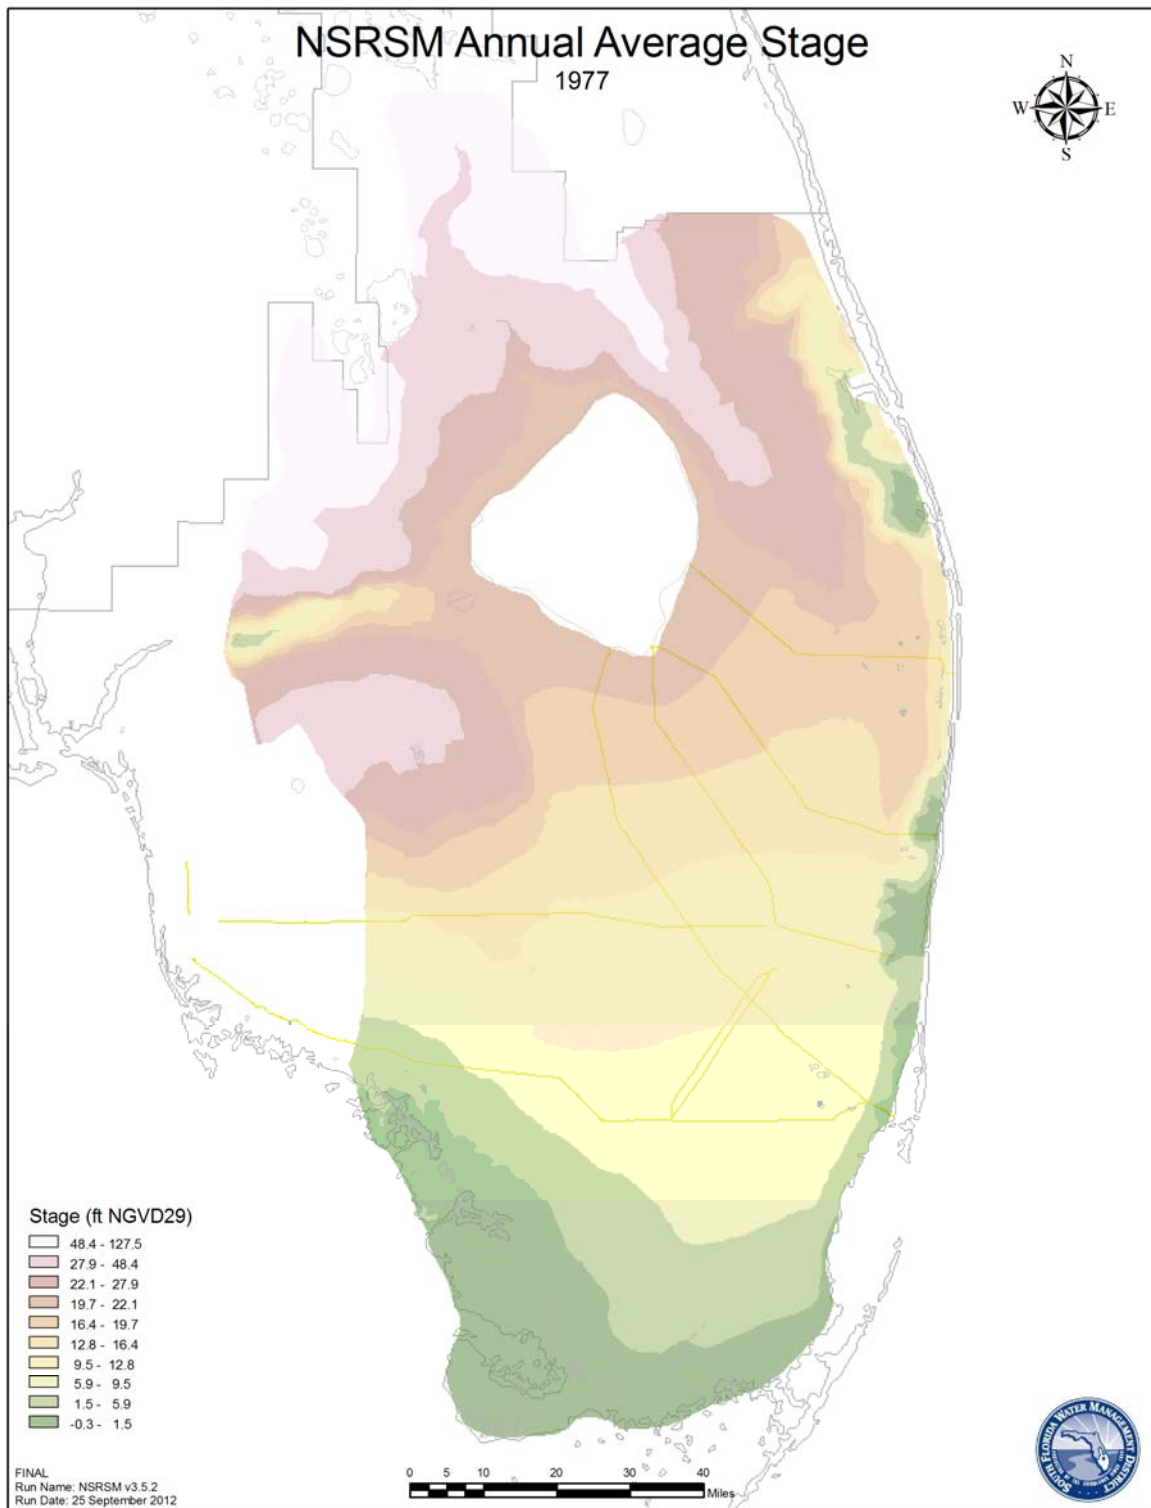 NSRSM Annual Average Stage
1977
N
W E
S
Stage (ft NGVD29)
48.4 - 127.5
27.9 - 48.4
22.1 - 27.9
19.7 - 22.1
16.4 - 19.7
12.8 - 16.4
9.5 - 12.8
5.9 - 9.5
1.5 - 5.9
-0.3 - 1.5
FINAL
Run Name: NSRSM v3.5.2
Run Date: 25 September 2012
0 5 10 20 30 40
Miles
SOUTH FLORIDA WATER MANAGEMENT DISTRICT